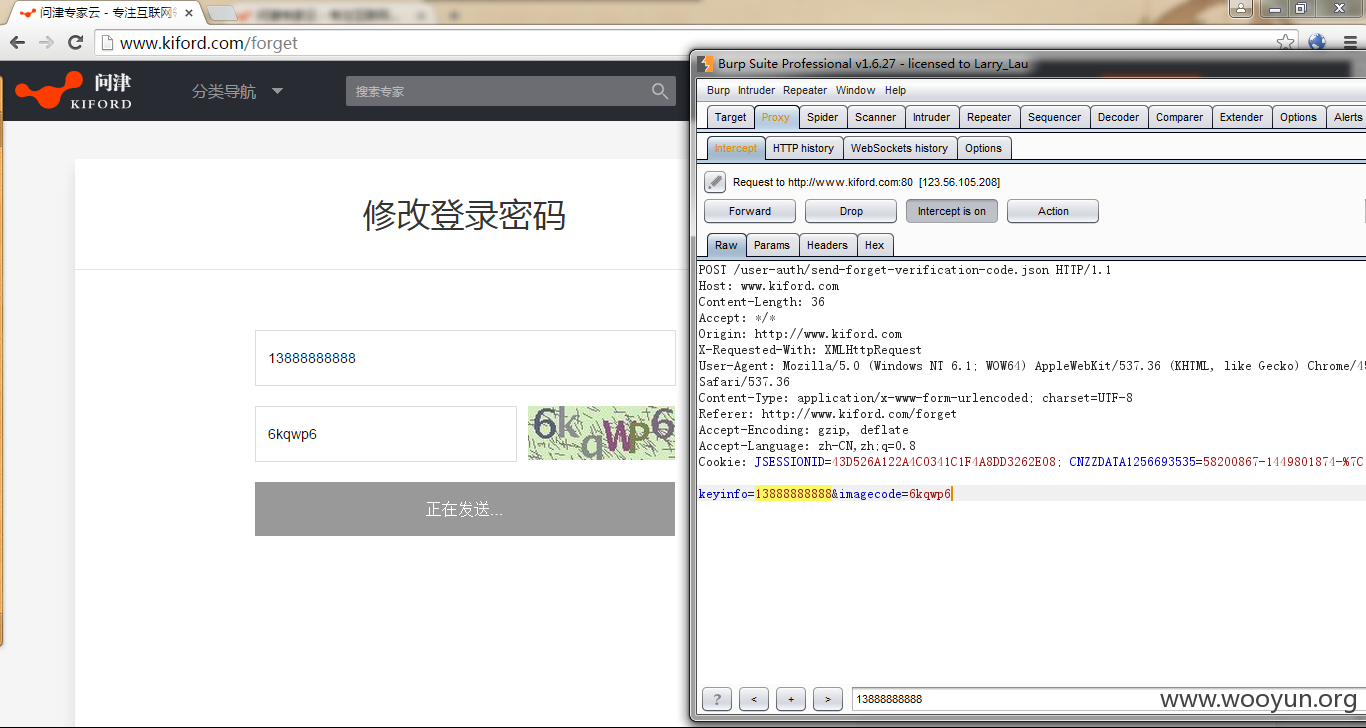 问津专家云 - 专注互联网
www.kiford.com/forget
问津
KIFORD
分类导航
搜索专家
修改登录密码
13888888888
6kqwp6
6kqWP6
正在发送...
Burp Suite Professional v1.6.27 - licensed to Larry_Lau
Burp Intruder Repeater Window Help
Target Proxy Spider Scanner Intruder Repeater Sequencer Decoder Comparer Extender Options Alerts
Intercept HTTP history WebSockets history Options
Request to http://www.kiford.com:80 [123.56.105.208]
Forward Drop Intercept is on Action
Raw Params Headers Hex
POST /user-auth/send-forget-verification-code.json HTTP/1.1
Host: www.kiford.com
Content-Length: 36
Accept: */*
Origin: http://www.kiford.com
X-Requested-With: XMLHttpRequest
User-Agent: Mozilla/5.0 (Windows NT 6.1; WOW64) AppleWebKit/537.36 (KHTML, like Gecko) Chrome/45
Safari/537.36
Content-Type: application/x-www-form-urlencoded; charset=UTF-8
Referer: http://www.kiford.com/forget
Accept-Encoding: gzip, deflate
Accept-Language: zh-CN,zh;q=0.8
Cookie: JSESSIONID=43D526A122A4C0341C1F4A8DD3262E08; CNZZDATA1256693535=58200867-1449801874-%7C
keyinfo=13888888888&imagecode=6kqwp6
? < + > 13888888888
www.wooyun.org